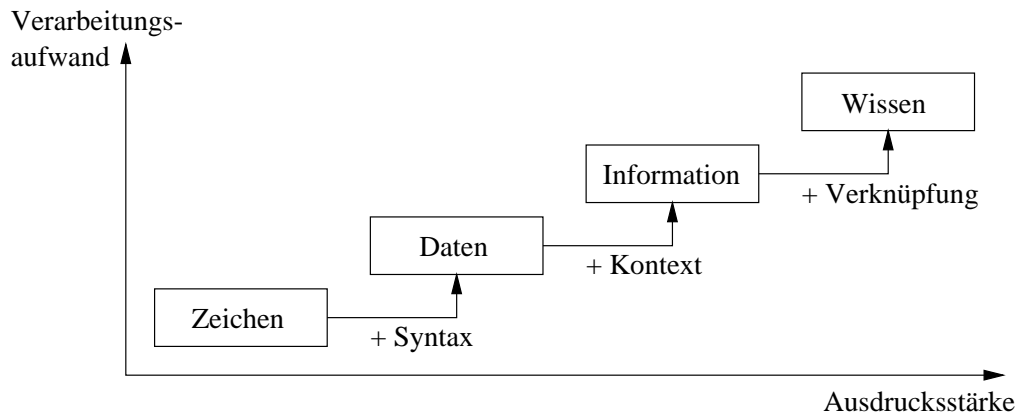 Verarbeitungs-
aufwand
Wissen
Information
+ Verknüpfung
Daten
+ Kontext
Zeichen
+ Syntax
Ausdrucksstärke